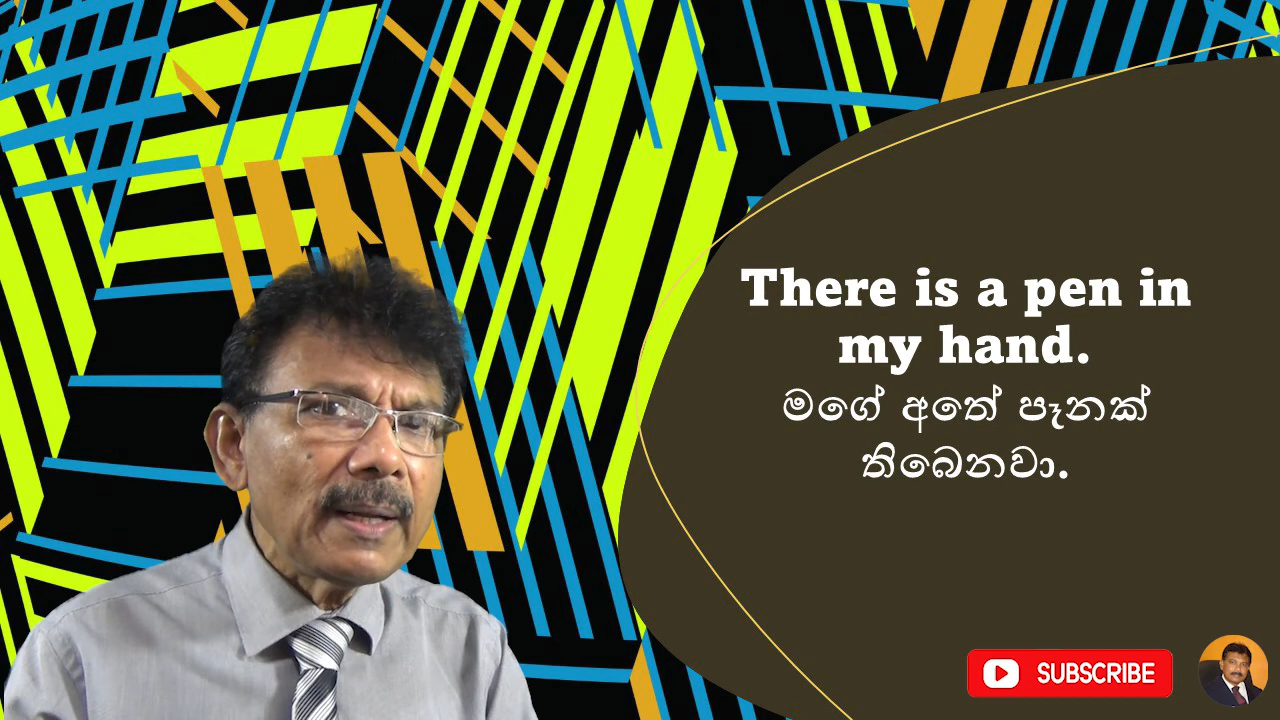 There is a pen in
my hand.
මගේ අතේ පෑනක්
තිබෙනවා.
SUBSCRIBE